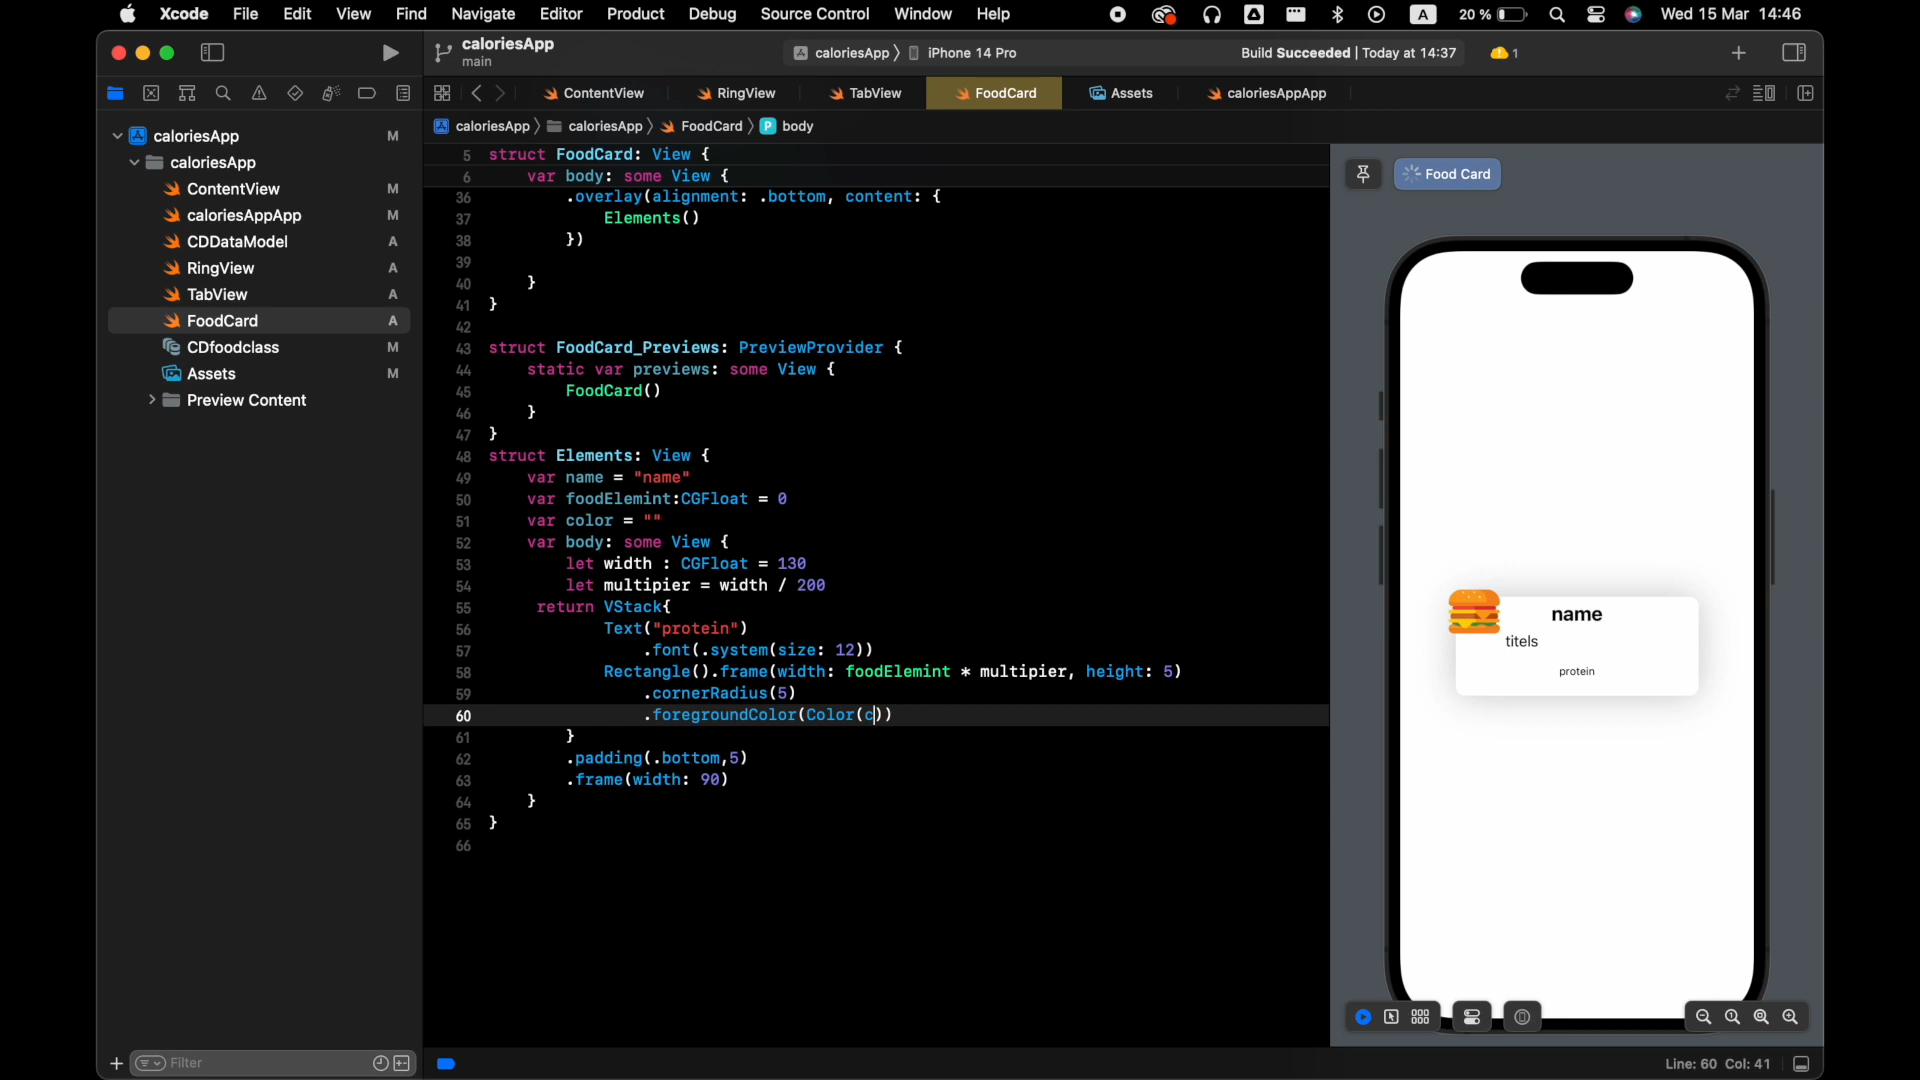 Xcode File Edit View Find Navigate Editor Product Debug Source Control Window Help A 20 % Wed 15 Mar 14:46
caloriesApp
main
caloriesApp iPhone 14 Pro
Build Succeeded | Today at 14:37
1
ContentView RingView TabView FoodCard Assets caloriesAppApp
caloriesApp caloriesApp FoodCard P body
caloriesApp M
caloriesApp
ContentView M
caloriesAppApp M
CDDataModel A
RingView A
TabView A
FoodCard A
CDfoodclass M
Assets M
Preview Content
Filter
5 struct FoodCard: View {
6 var body: some View {
36 .overlay(alignment: .bottom, content: {
37 Elements()
38 })
39
40 }
41 }
42
43 struct FoodCard_Previews: PreviewProvider {
44 static var previews: some View {
45 FoodCard()
46 }
47 }
48 struct Elements: View {
49 var name = "name"
50 var foodElemint:CGFloat = 0
51 var color = ""
52 var body: some View {
53 let width : CGFloat = 130
54 let multipier = width / 200
55 return VStack{
56 Text("protein")
57 .font(.system(size: 12))
58 Rectangle().frame(width: foodElemint * multipier, height: 5)
59 .cornerRadius(5)
60 .foregroundColor(Color(c))
61 }
62 .padding(.bottom,5)
63 .frame(width: 90)
64 }
65 }
66
Food Card
name
titels
protein
Line: 60 Col: 41